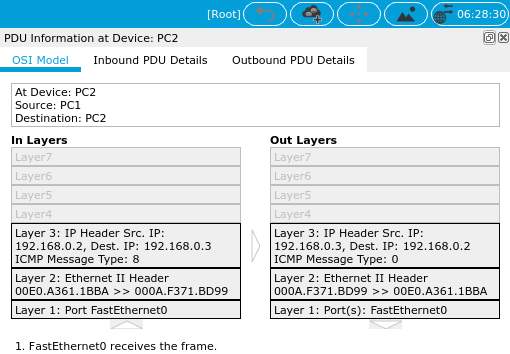 [Root]
06:28:30
PDU Information at Device: PC2
OSI Model
Inbound PDU Details
Outbound PDU Details
At Device: PC2
Source: PC1
Destination: PC2
In Layers
Layer7
Layer6
Layer5
Layer4
Layer 3: IP Header Src. IP:
192.168.0.2, Dest. IP: 192.168.0.3
ICMP Message Type: 8
Layer 2: Ethernet II Header
00E0.A361.1BBA >> 000A.F371.BD99
Layer 1: Port FastEthernet0
Out Layers
Layer7
Layer6
Layer5
Layer4
Layer 3: IP Header Src. IP:
192.168.0.3, Dest. IP: 192.168.0.2
ICMP Message Type: 0
Layer 2: Ethernet II Header
000A.F371.BD99 >> 00E0.A361.1BBA
Layer 1: Port(s): FastEthernet0
1. FastEthernet0 receives the frame.